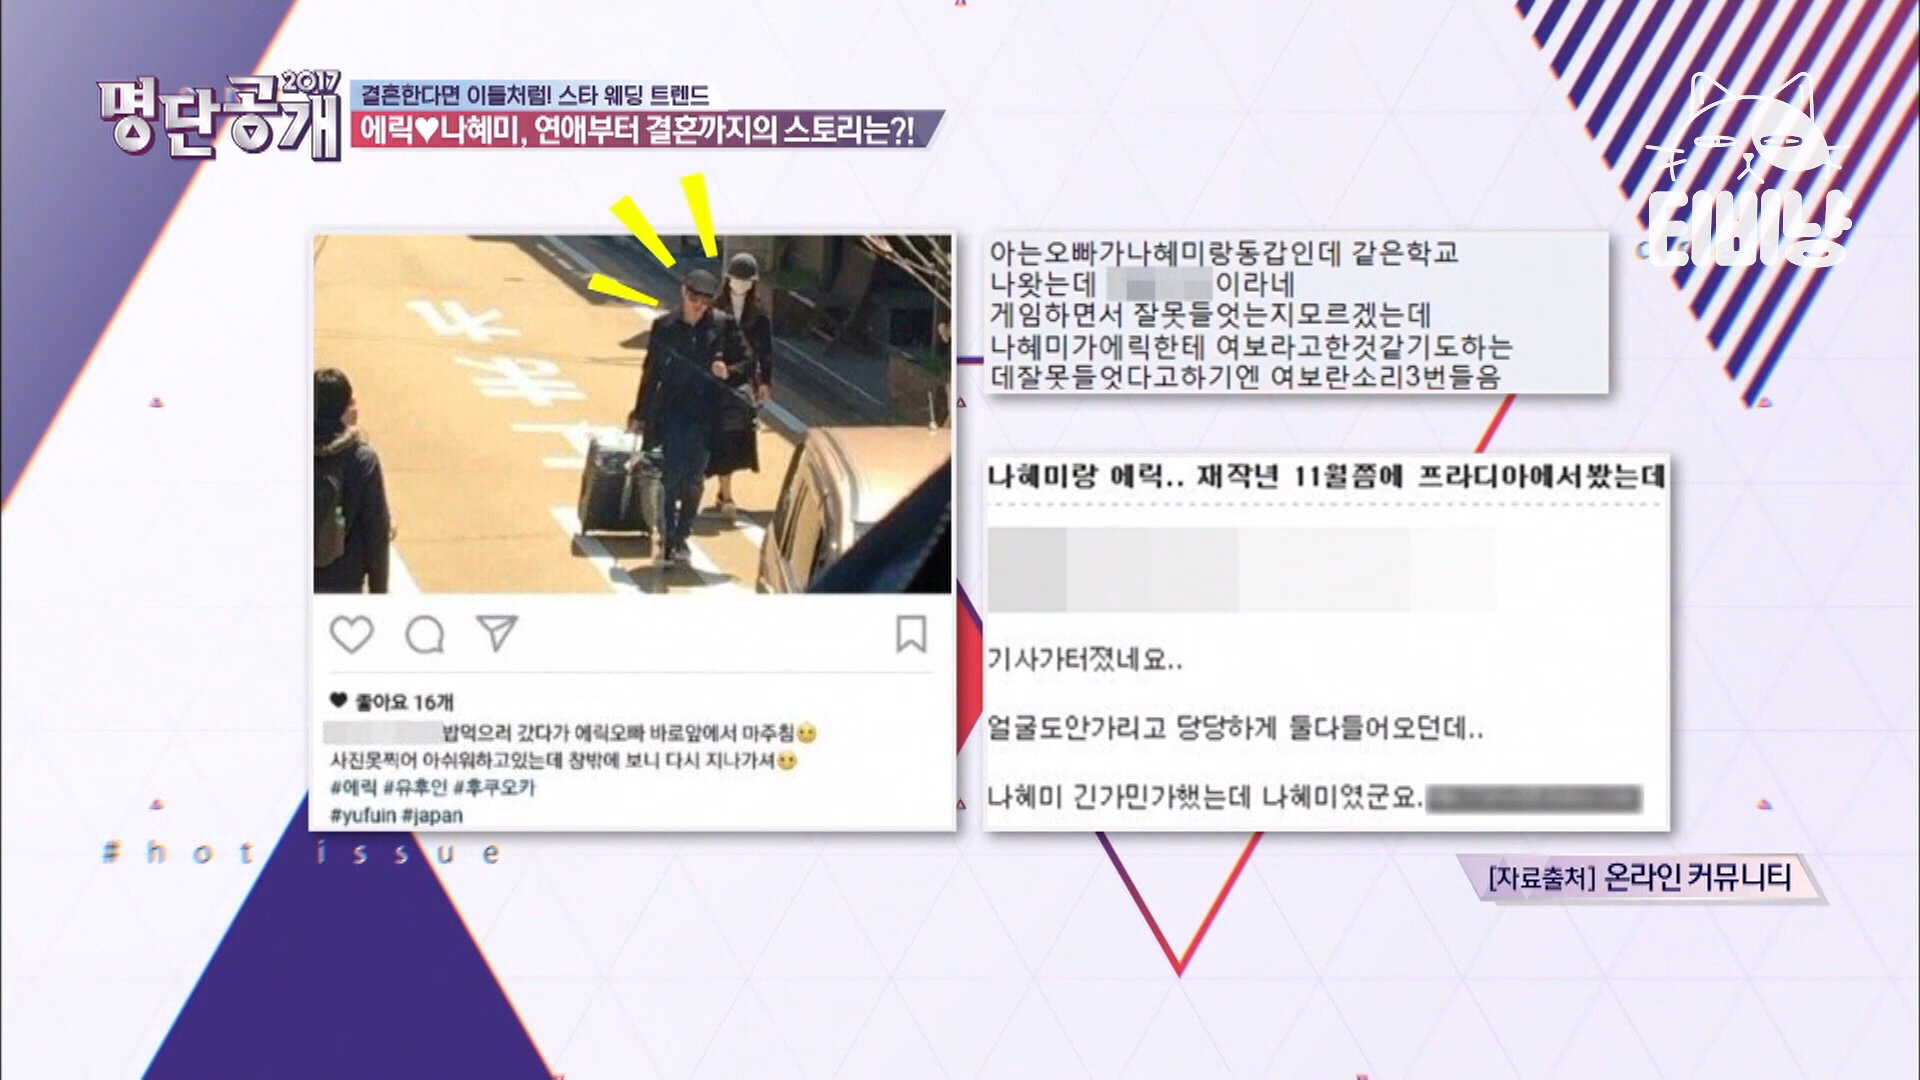 명단공개 2017
결혼한다면 이들처럼! 스타 웨딩 트렌드
에릭♥나혜미, 연애부터 결혼까지의 스토리는?!
티비냥
좋아요 16개
밥먹으러 갔다가 에릭오빠 바로앞에서 마주침
사진못찍어 아쉬워하고있는데 창밖에 보니 다시 지나가셔
#에릭 #유후인 #후쿠오카
#yufuin #japan
아는오빠가나혜미랑동갑인데 같은학교
나왓는데 이라네
게임하면서 잘못들엇는지모르겠는데
나혜미가에릭한테 여보라고한것같기도하는
데잘못들엇다고하기엔 여보란소리3번들음
나혜미랑 에릭.. 재작년 11월쯤에 프라디아에서봤는데
기사가터졌네요..
얼굴도안가리고 당당하게 둘다들어오던데..
나혜미 긴가민가했는데 나혜미였군요.
#hot issue
[자료출처] 온라인 커뮤니티